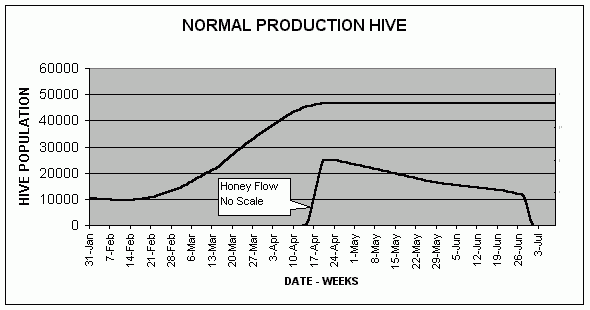 NORMAL PRODUCTION HIVE
HIVE POPULATION
60000
50000
40000
30000
20000
10000
0
Honey Flow
No Scale
31-Jan
7-Feb
14-Feb
21-Feb
28-Feb
6-Mar
13-Mar
20-Mar
27-Mar
3-Apr
10-Apr
17-Apr
24-Apr
1-May
8-May
15-May
22-May
29-May
5-Jun
12-Jun
19-Jun
26-Jun
3-Jul
DATE - WEEKS